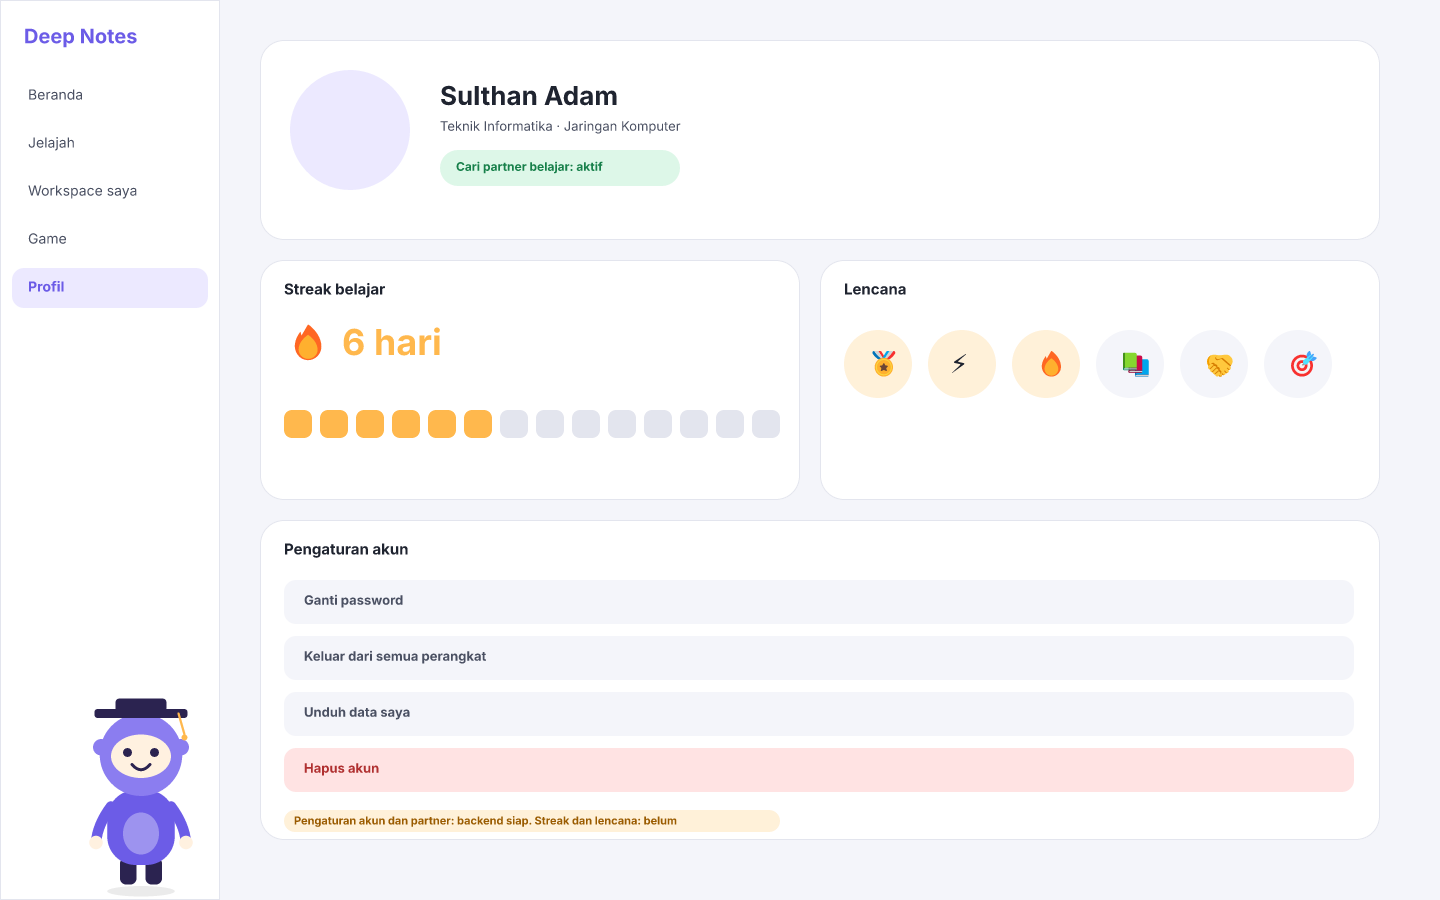 Deep Notes
Beranda
Jelajah
Workspace saya
Game
Profil
Sulthan Adam
Teknik Informatika · Jaringan Komputer
Cari partner belajar: aktif
Streak belajar
6 hari
Lencana
Pengaturan akun
Ganti password
Keluar dari semua perangkat
Unduh data saya
Hapus akun
Pengaturan akun dan partner: backend siap. Streak dan lencana: belum